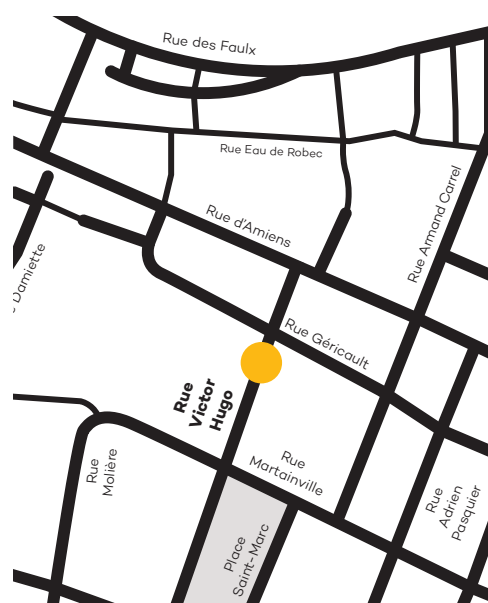 Rue des Faulx
Rue Eau de Robec
Rue d'Amiens
Rue Armand Carrel
Damiette
Rue Géricault
Rue
Victor
Hugo
Rue
Martainville
Rue
Molière
Rue
Adrien
Pasquier
Place
Saint-Marc